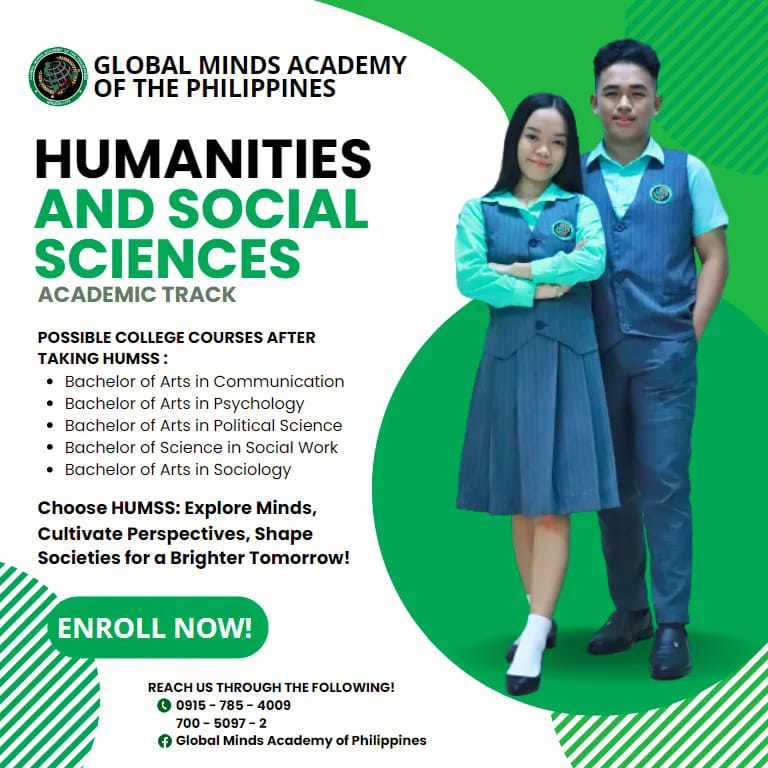 GLOBAL MINDS ACADEMY
OF THE PHILIPPINES
HUMANITIES
AND SOCIAL
SCIENCES
ACADEMIC TRACK
POSSIBLE COLLEGE COURSES AFTER
TAKING HUMSS :
• Bachelor of Arts in Communication
• Bachelor of Arts in Psychology
• Bachelor of Arts in Political Science
• Bachelor of Science in Social Work
• Bachelor of Arts in Sociology
Choose HUMSS: Explore Minds,
Cultivate Perspectives, Shape
Societies for a Brighter Tomorrow!
ENROLL NOW!
REACH US THROUGH THE FOLLOWING!
0915 - 785 - 4009
700 - 5097 - 2
Global Minds Academy of Philippines